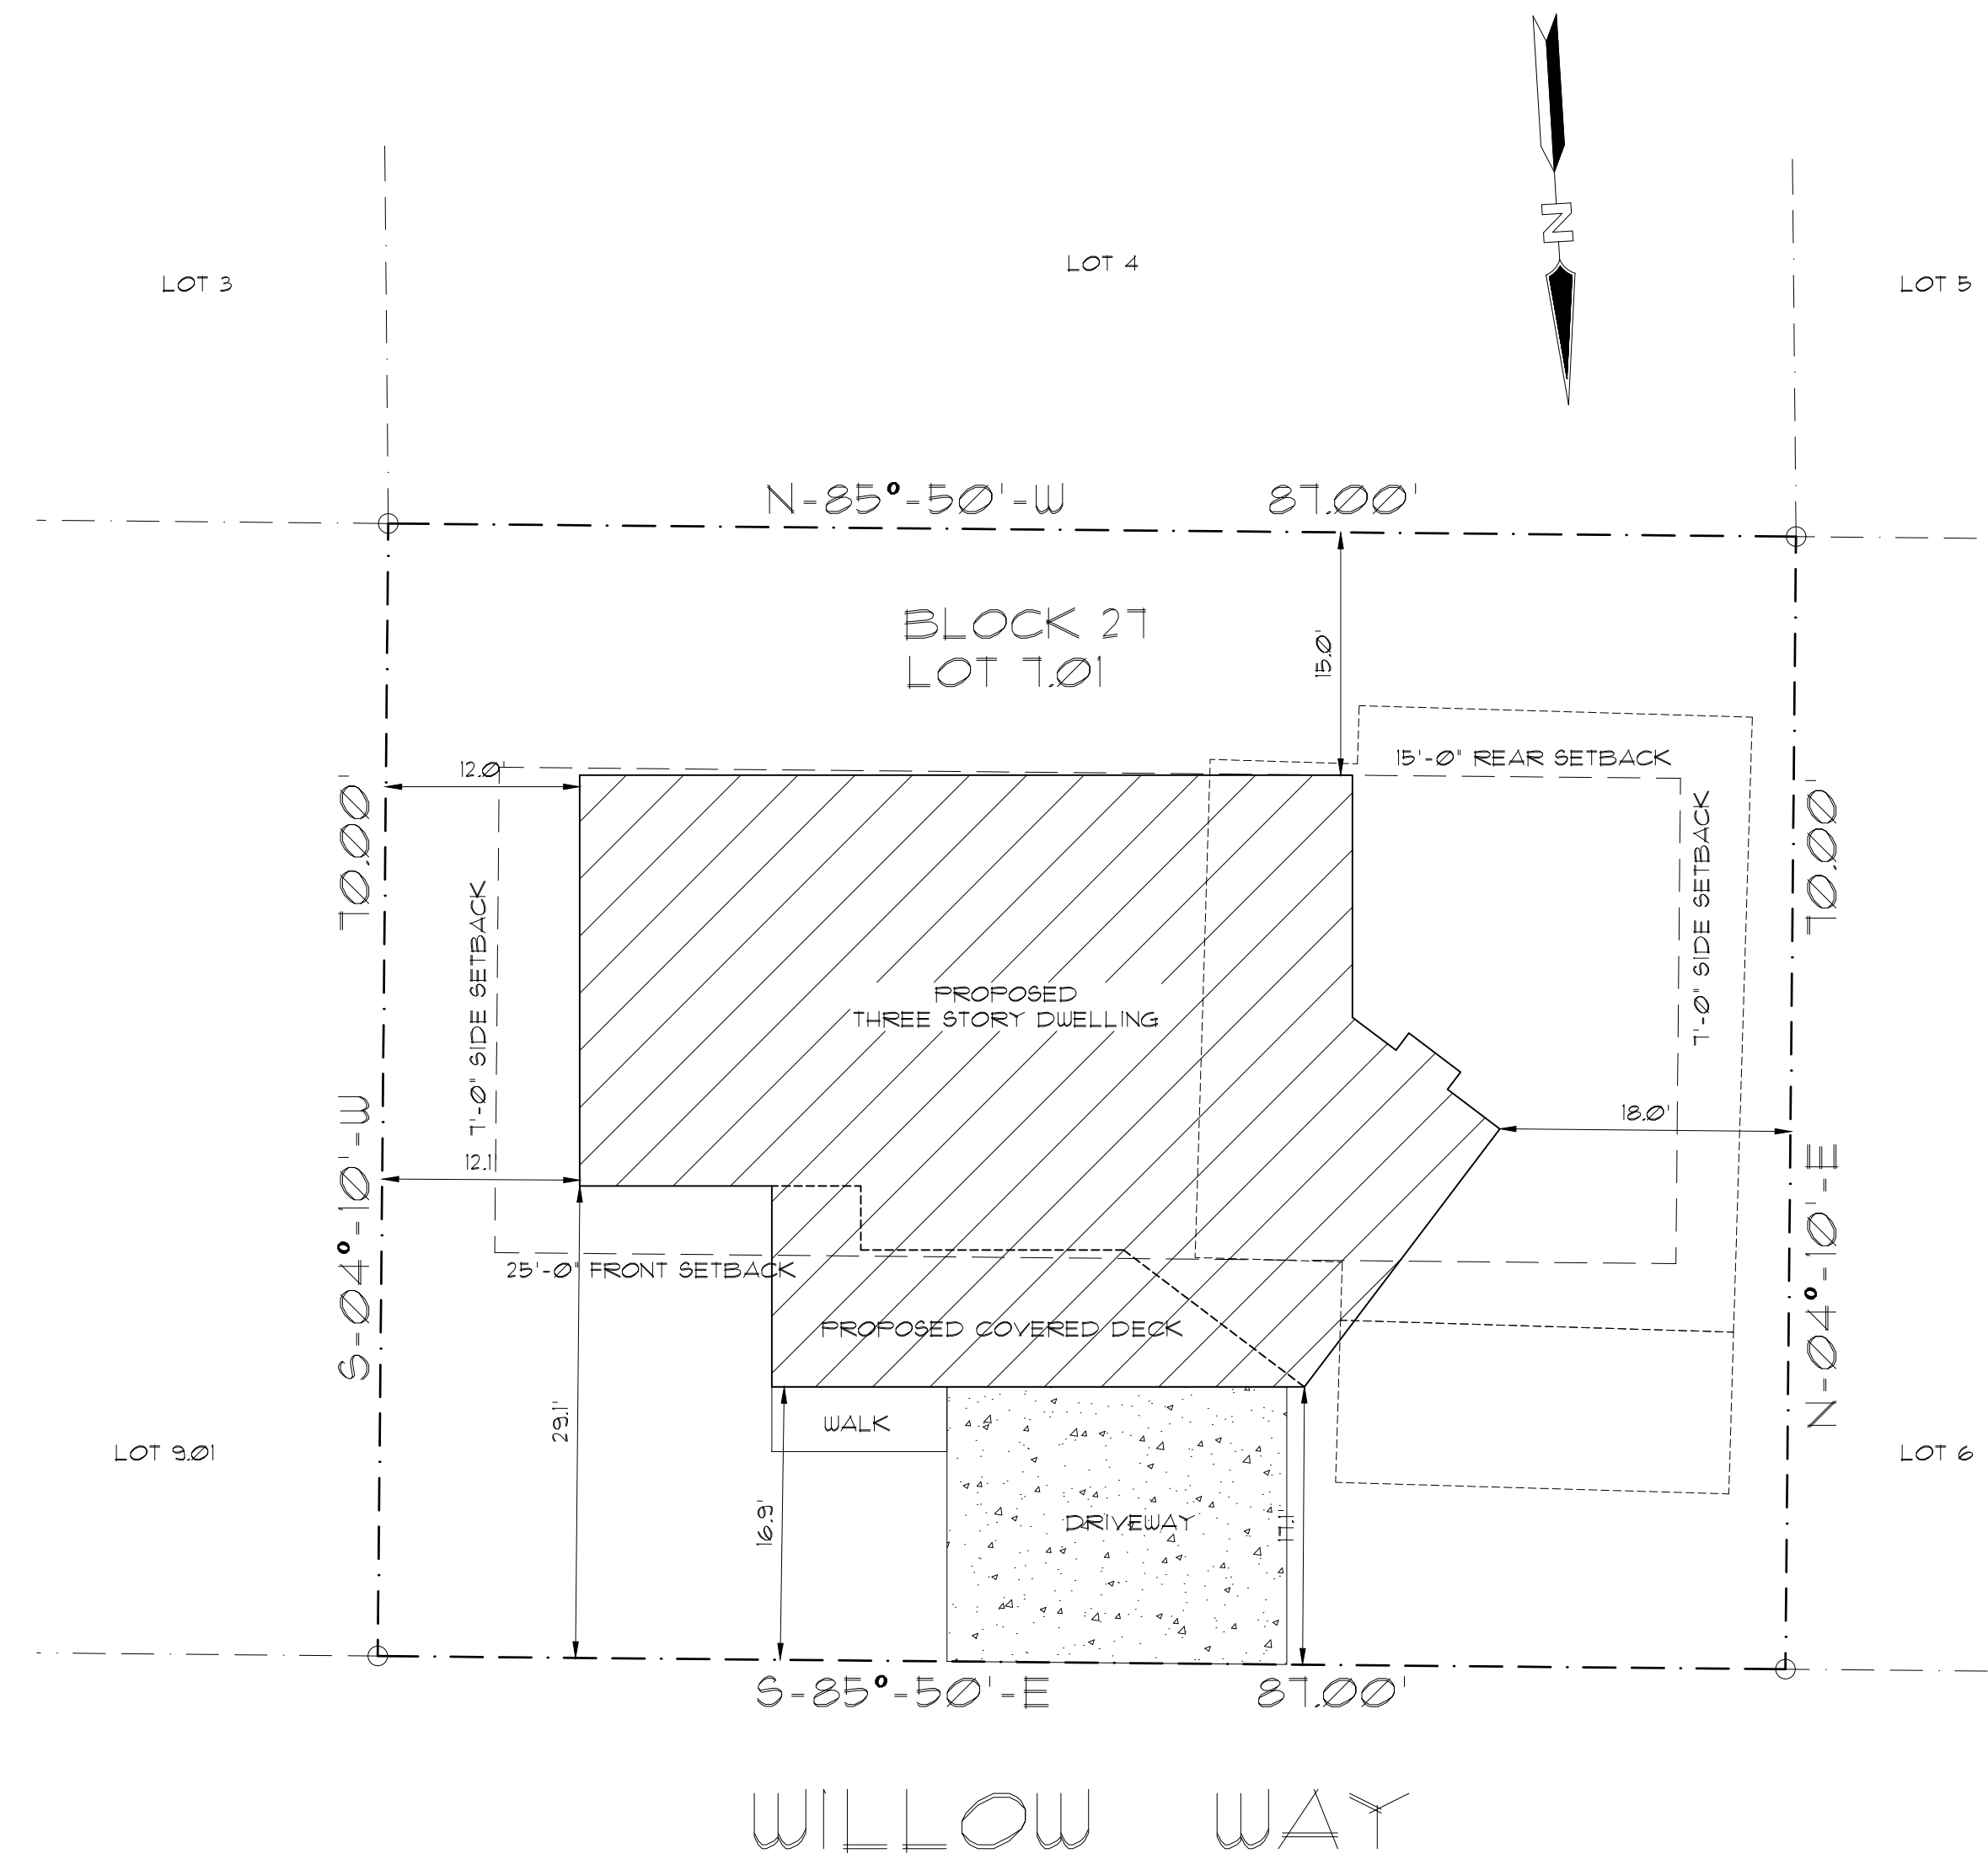 N
LOT 3
LOT 4
LOT 5
N-85°-50'-W 87.00'
BLOCK 27
LOT 7.01
15.0'
15'-0" REAR SETBACK
12.0'
70.00'
70.00'
7'-0" SIDE SETBACK
7'-0" SIDE SETBACK
PROPOSED
THREE STORY DWELLING
18.0'
12.1'
S-04°-10'-W
N-04°-10'-E
25'-0" FRONT SETBACK
PROPOSED COVERED DECK
29.1'
WALK
LOT 9.01
LOT 6
16.9'
DRIVEWAY
17.1'
S-85°-50'-E 87.00'
WILLOW WAY